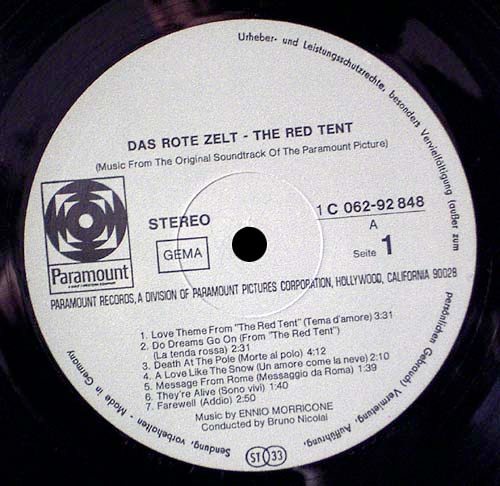 Urheber- und Leistungsschutzrechte, besonders Vervielfältigung (außer zum persönlichen Gebrauch) Vermietung, Aufführung, Sendung, vorbehalten - Made in Germany
DAS ROTE ZELT - THE RED TENT
(Music From The Original Soundtrack Of The Paramount Picture)
STEREO
GEMA
1 C 062-92 848
A
Seite 1
Paramount
PARAMOUNT RECORDS, A DIVISION OF PARAMOUNT PICTURES CORPOPATION, HOLLYWOOD, CALIFORNIA 90028
1. Love Theme From "The Red Tent" (Tema d'amore) 3:31
2. Do Dreams Go On (From "The Red Tent")
(La tenda rossa) 2:31
3. Death At The Pole (Morte al polo) 4:12
4. A Love Like The Snow (Un amore come la neve) 2:10
5. Message From Rome (Messaggio da Roma) 1:39
6. They're Alive (Sono vivi) 1:40
7. Farewell (Addio) 2:50
Music by ENNIO MORRICONE
Conducted by Bruno Nicolai
ST 33